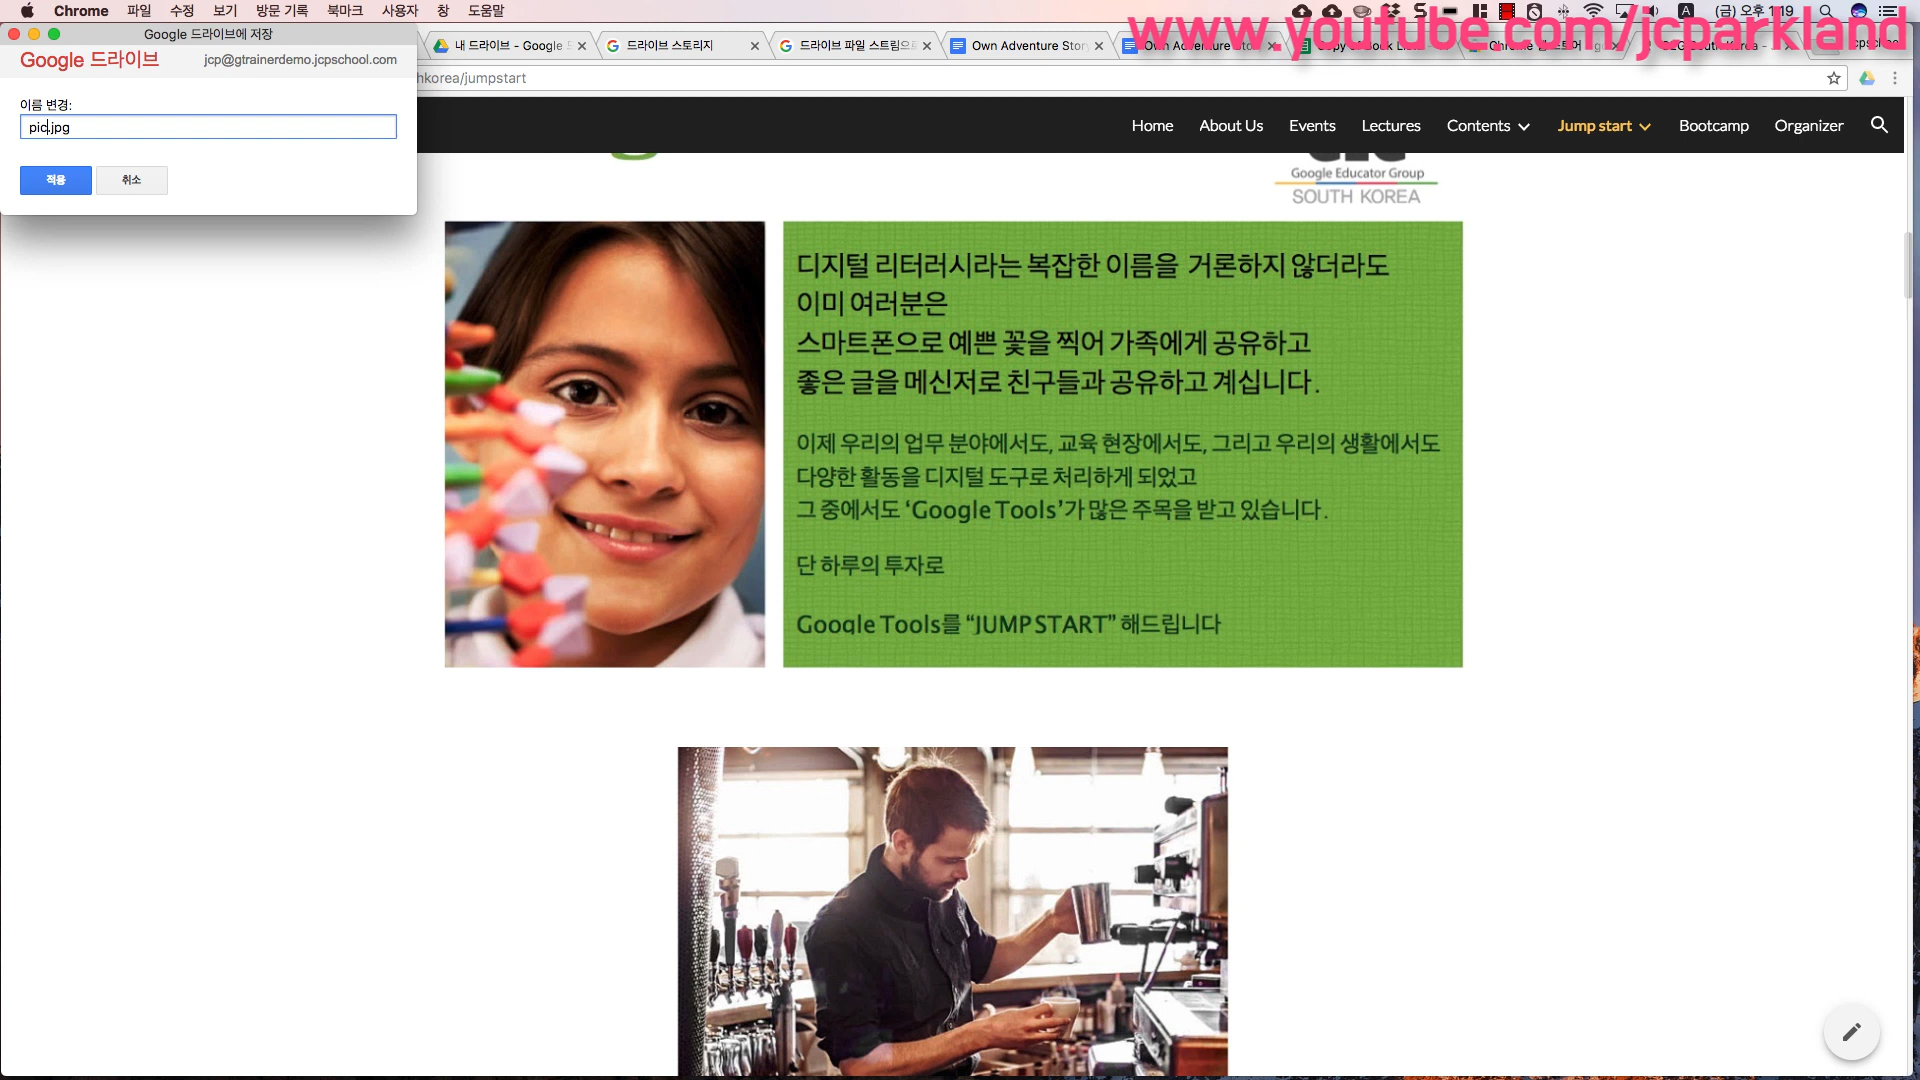 Chrome 파일 수정 보기 방문 기록 북마크 사용자 창 도움말
(금) 오후 1:19
www.youtube.com/jcparkland
Google 드라이브에 저장
Google 드라이브
jcp@gtrainerdemo.jcpschool.com
이름 변경:
pic.jpg
적용 취소
내 드라이브 - Google
드라이브 스토리지
드라이브 파일 스트림으
Own Adventure Story
Own Adventure Sto
hkorea/jumpstart
Home About Us Events Lectures Contents Jump start Bootcamp Organizer
Google Educator Group
SOUTH KOREA
디지털 리터러시라는 복잡한 이름을 거론하지 않더라도
이미 여러분은
스마트폰으로 예쁜 꽃을 찍어 가족에게 공유하고
좋은 글을 메신저로 친구들과 공유하고 계십니다.
이제 우리의 업무 분야에서도, 교육 현장에서도, 그리고 우리의 생활에서도
다양한 활동을 디지털 도구로 처리하게 되었고
그 중에서도 ‘Google Tools’가 많은 주목을 받고 있습니다.
단 하루의 투자로
Google Tools를 “JUMP START” 해드립니다